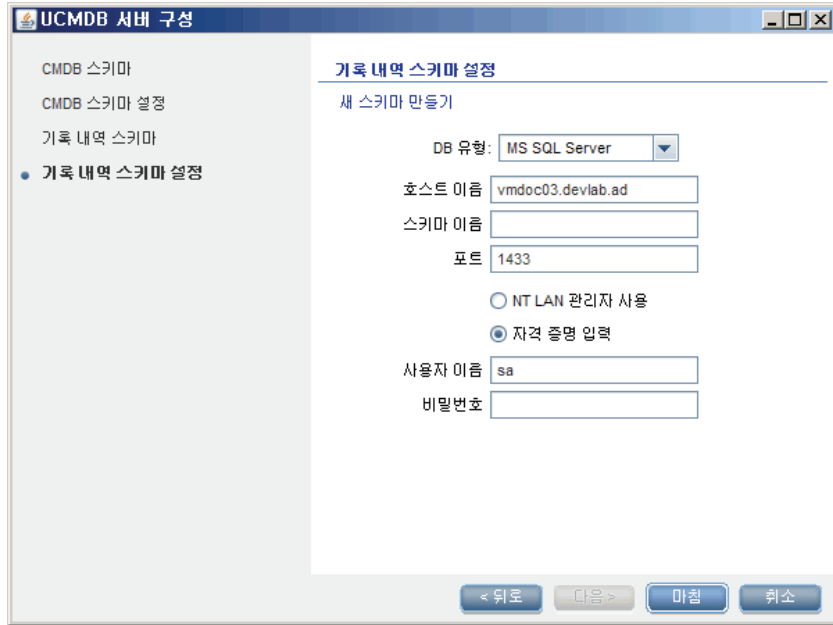 UCMDB 서버 구성
CMDB 스키마
CMDB 스키마 설정
기록 내역 스키마
기록 내역 스키마 설정
기록 내역 스키마 설정
새 스키마 만들기
DB 유형: MS SQL Server
호스트 이름 vmdoc03.devlab.ad
스키마 이름
포트 1433
NT LAN 관리자 사용
자격 증명 입력
사용자 이름 sa
비밀번호
< 뒤로 다음 > 마침 취소